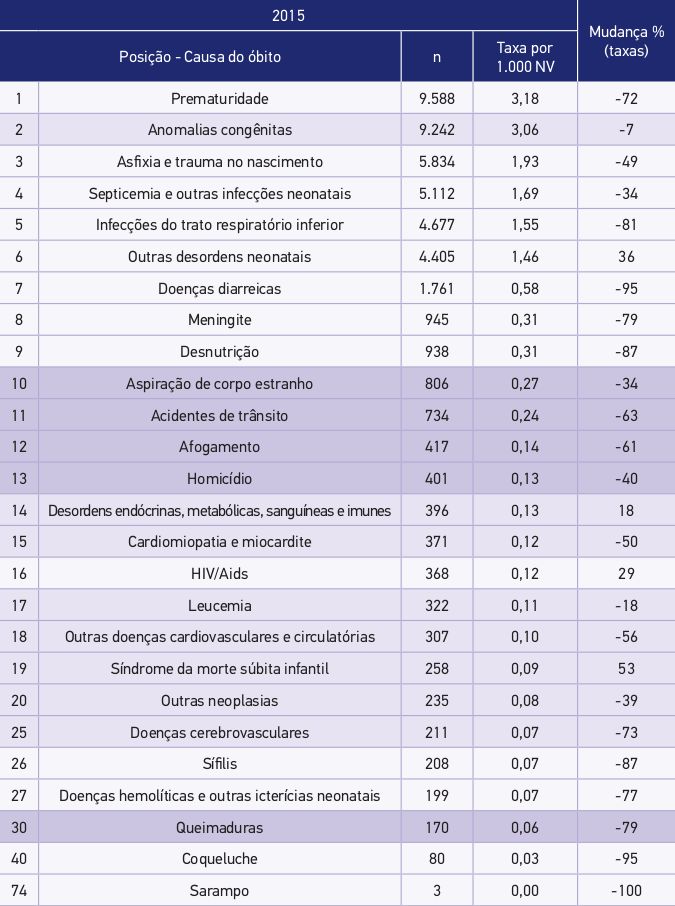 2015
Mudança %
(taxas)
Posição - Causa do óbito n Taxa por
1.000 NV
1 Prematuridade 9.588 3,18 -72
2 Anomalias congênitas 9.242 3,06 -7
3 Asfixia e trauma no nascimento 5.834 1,93 -49
4 Septicemia e outras infecções neonatais 5.112 1,69 -34
5 Infecções do trato respiratório inferior 4.677 1,55 -81
6 Outras desordens neonatais 4.405 1,46 36
7 Doenças diarreicas 1.761 0,58 -95
8 Meningite 945 0,31 -79
9 Desnutrição 938 0,31 -87
10 Aspiração de corpo estranho 806 0,27 -34
11 Acidentes de trânsito 734 0,24 -63
12 Afogamento 417 0,14 -61
13 Homicídio 401 0,13 -40
14 Desordens endócrinas, metabólicas, sanguíneas e imunes 396 0,13 18
15 Cardiomiopatia e miocardite 371 0,12 -50
16 HIV/Aids 368 0,12 29
17 Leucemia 322 0,11 -18
18 Outras doenças cardiovasculares e circulatórias 307 0,10 -56
19 Síndrome da morte súbita infantil 258 0,09 53
20 Outras neoplasias 235 0,08 -39
25 Doenças cerebrovasculares 211 0,07 -73
26 Sífilis 208 0,07 -87
27 Doenças hemolíticas e outras icterícias neonatais 199 0,07 -77
30 Queimaduras 170 0,06 -79
40 Coqueluche 80 0,03 -95
74 Sarampo 3 0,00 -100